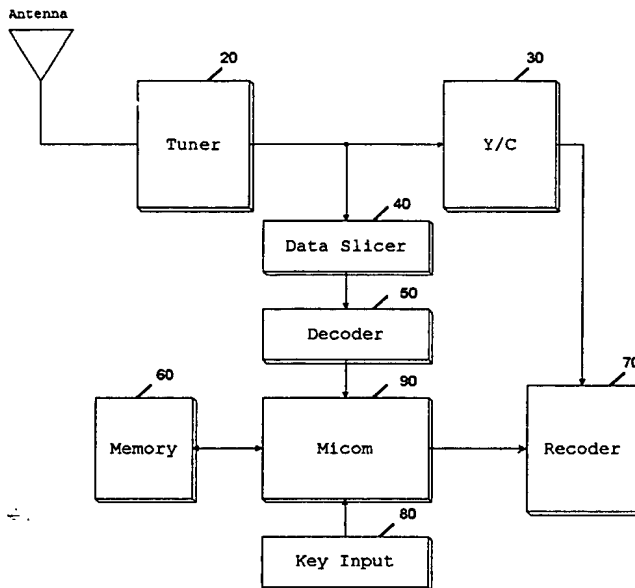 Antenna
20
30
Tuner
Y/C
40
Data Slicer
50
Decoder
60
90
70
Memory
Micom
Recoder
80
Key Input